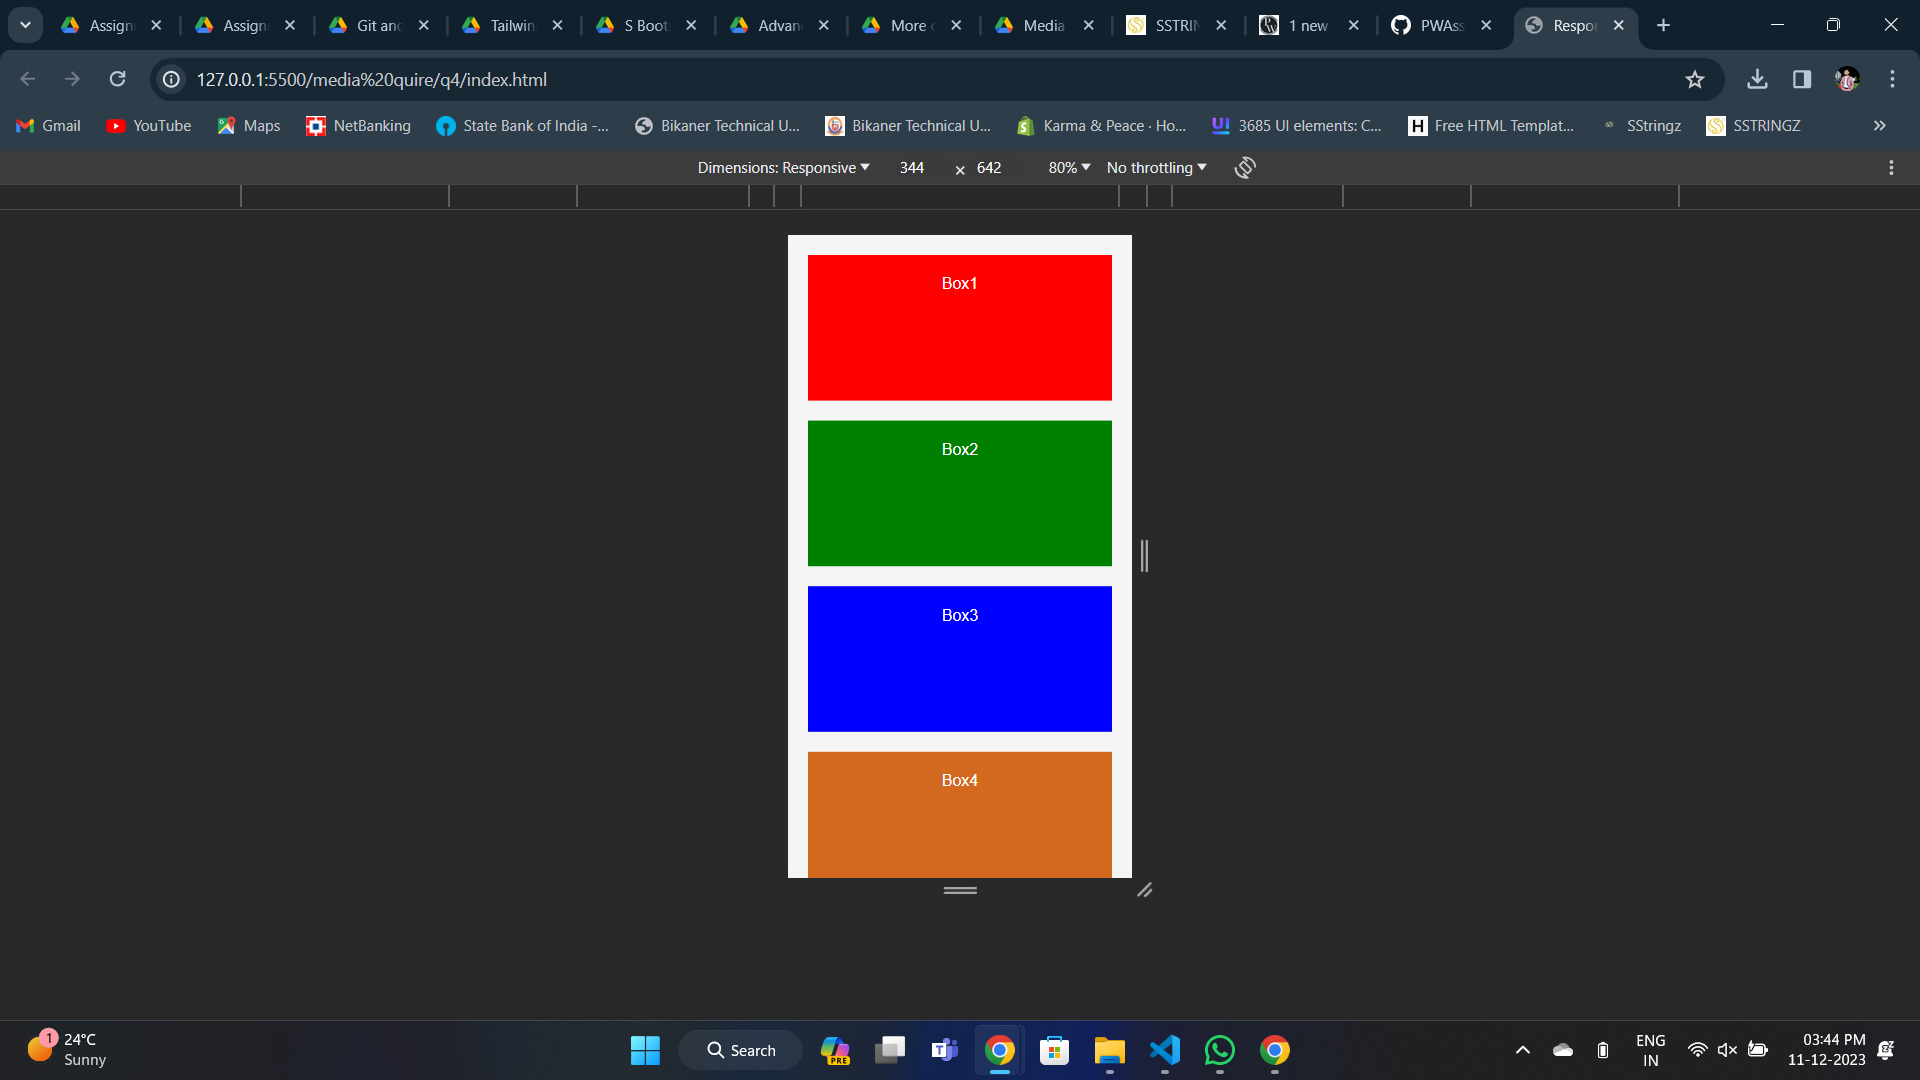 Assign
Assign
Git and
Tailwin
S Boot
Advan
More
Media
SSTRIN
1 new
PWAss
Respo
127.0.0.1:5500/media%20quire/q4/index.html
Gmail
YouTube
Maps
NetBanking
State Bank of India -...
Bikaner Technical U...
Bikaner Technical U...
Karma & Peace · Ho...
3685 UI elements: C...
Free HTML Templat...
SStringz
SSTRINGZ
Dimensions: Responsive
344
×
642
80%
No throttling
Box1
Box2
Box3
Box4
1
24°C
Sunny
Search
PRE
ENG
IN
03:44 PM
11-12-2023